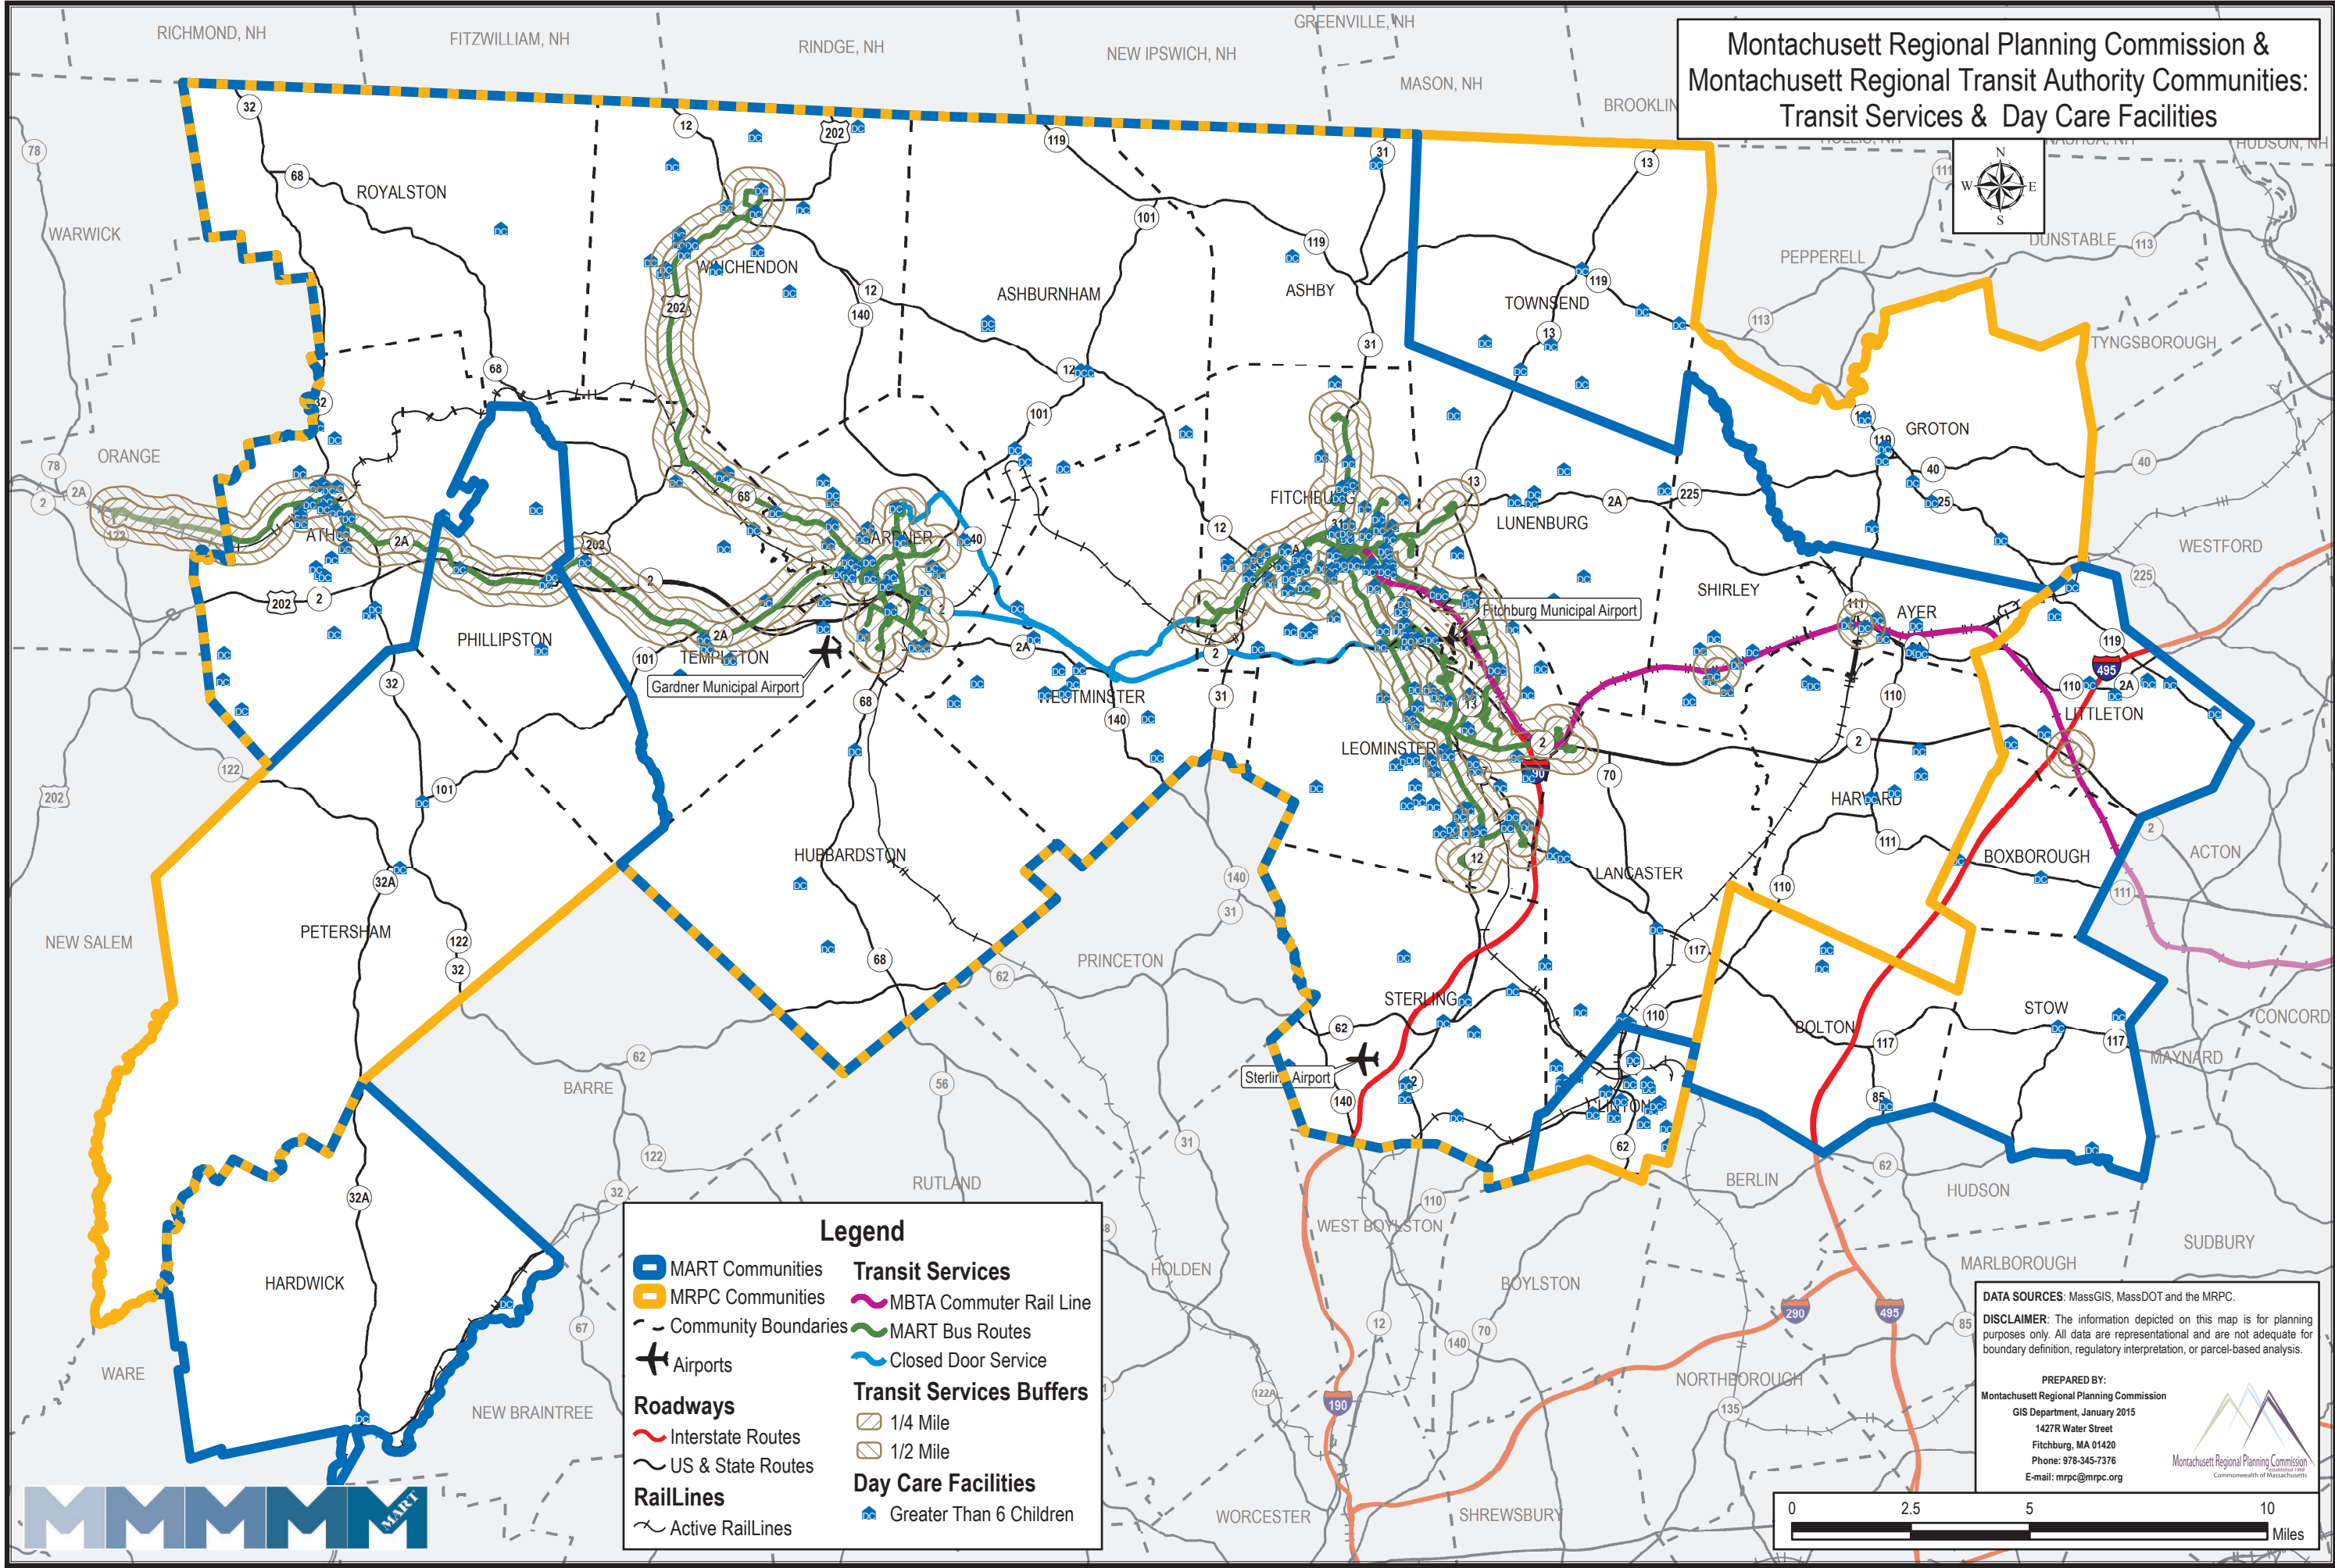 Montachusett Regional Planning Commission &
Montachusett Regional Transit Authority Communities:
Transit Services & Day Care Facilities
RICHMOND, NH
FITZWILLIAM, NH
RINDGE, NH
NEW IPSWICH, NH
GREENVILLE, NH
MASON, NH
HUDSON, NH
N
W
E
S
WARWICK
ROYALSTON
WINCHENDON
ASHBURNHAM
ASHBY
TOWNSEND
PEPPERELL
DUNSTABLE
TYNGSBOROUGH
ORANGE
GROTON
FITCHBURG
LUNENBURG
WESTFORD
SHIRLEY
AYER
Fitchburg Municipal Airport
PHILLIPSTON
TEMPLETON
Gardner Municipal Airport
WESTMINSTER
LEOMINSTER
LITTLETON
HARVARD
BOXBOROUGH
ACTON
HUBBARDSTON
LANCASTER
NEW SALEM
PETERSHAM
PRINCETON
STERLING
BOLTON
STOW
CONCORD
MAYNARD
BARRE
Sterling Airport
CLINTON
RUTLAND
BERLIN
HUDSON
WEST BOYLSTON
SUDBURY
HARDWICK
HOLDEN
BOYLSTON
MARLBOROUGH
WARE
NEW BRAINTREE
NORTHBOROUGH
WORCESTER
SHREWSBURY
Legend
MART Communities
MRPC Communities
Community Boundaries
Airports
Roadways
Interstate Routes
US & State Routes
RailLines
Active RailLines
Transit Services
MBTA Commuter Rail Line
MART Bus Routes
Closed Door Service
Transit Services Buffers
1/4 Mile
1/2 Mile
Day Care Facilities
DC Greater Than 6 Children
DATA SOURCES: MassGIS, MassDOT and the MRPC.
DISCLAIMER: The information depicted on this map is for planning
purposes only. All data are representational and are not adequate for
boundary definition, regulatory interpretation, or parcel-based analysis.
PREPARED BY:
Montachusett Regional Planning Commission
GIS Department, January 2015
1427R Water Street
Fitchburg, MA 01420
Phone: 978-345-7376
E-mail: mrpc@mrpc.org
Montachusett Regional Planning Commission
established 1968
Commonwealth of Massachusetts
0 2.5 5 10
Miles
MART